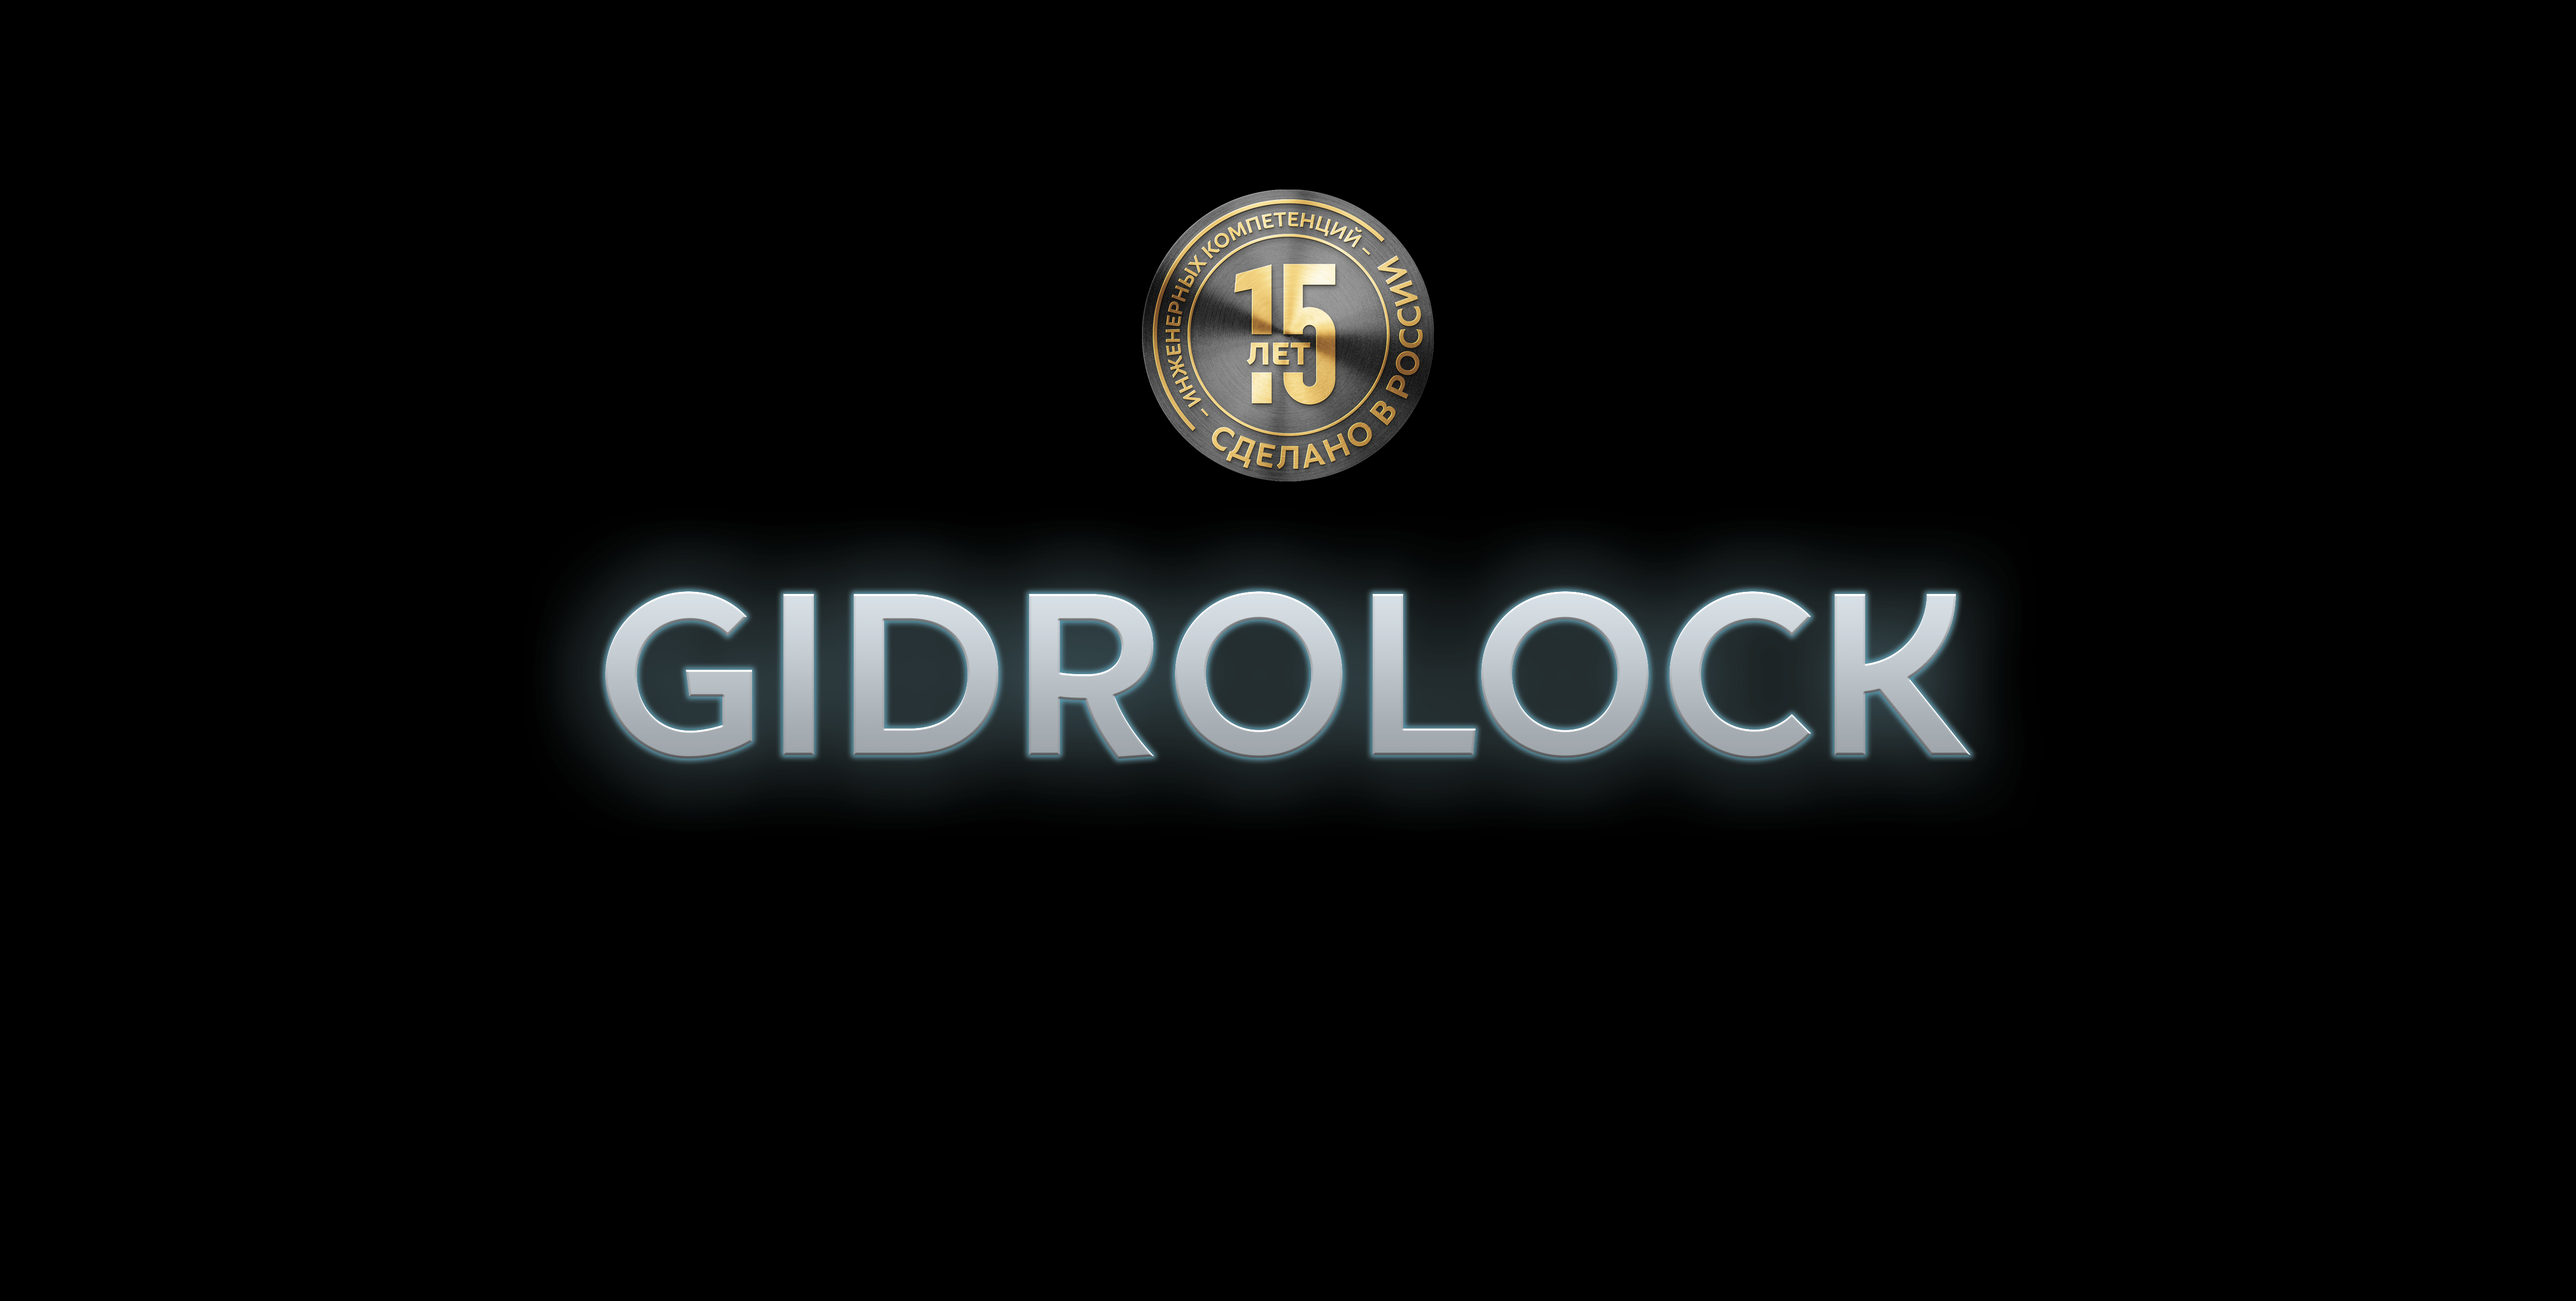 – ИНЖЕНЕРНЫХ КОМПЕТЕНЦИЙ –
15
ЛЕТ
СДЕЛАНО В РОССИИ
GIDROLOCK